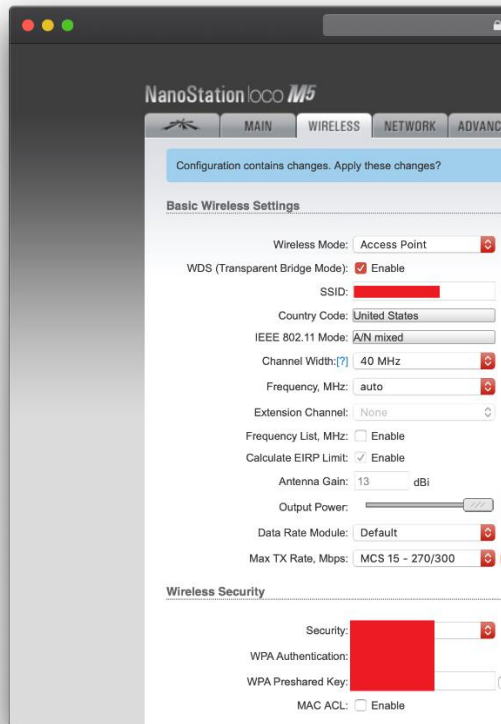 NanoStation loco M5
MAIN WIRELESS NETWORK ADVANC
Configuration contains changes. Apply these changes?
Basic Wireless Settings
Wireless Mode: Access Point
WDS (Transparent Bridge Mode): Enable
SSID:
Country Code: United States
IEEE 802.11 Mode: A/N mixed
Channel Width:[?] 40 MHz
Frequency, MHz: auto
Extension Channel: None
Frequency List, MHz: Enable
Calculate EIRP Limit: Enable
Antenna Gain: 13 dBi
Output Power:
Data Rate Module: Default
Max TX Rate, Mbps: MCS 15 - 270/300
Wireless Security
Security:
WPA Authentication:
WPA Preshared Key:
MAC ACL: Enable